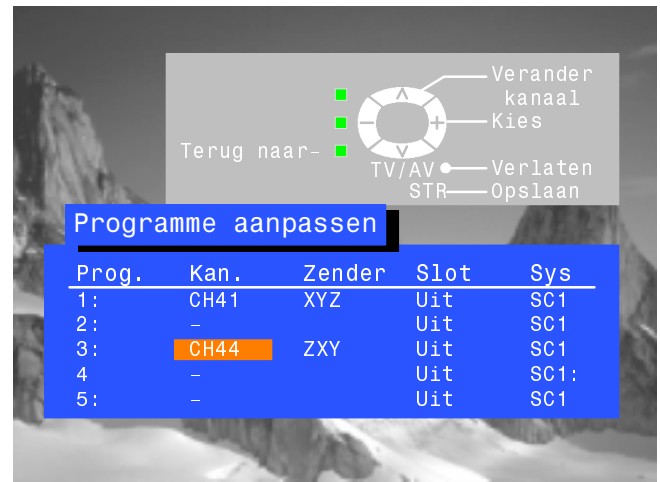 Verander
kanaal
Kies
Terug naar–
TV/AV
Verlaten
STR
Opslaan
Programme aanpassen
Prog. Kan. Zender Slot Sys
1: CH41 XYZ Uit SC1
2: – Uit SC1
3: CH44 ZXY Uit SC1
4 – Uit SC1:
5: – Uit SC1